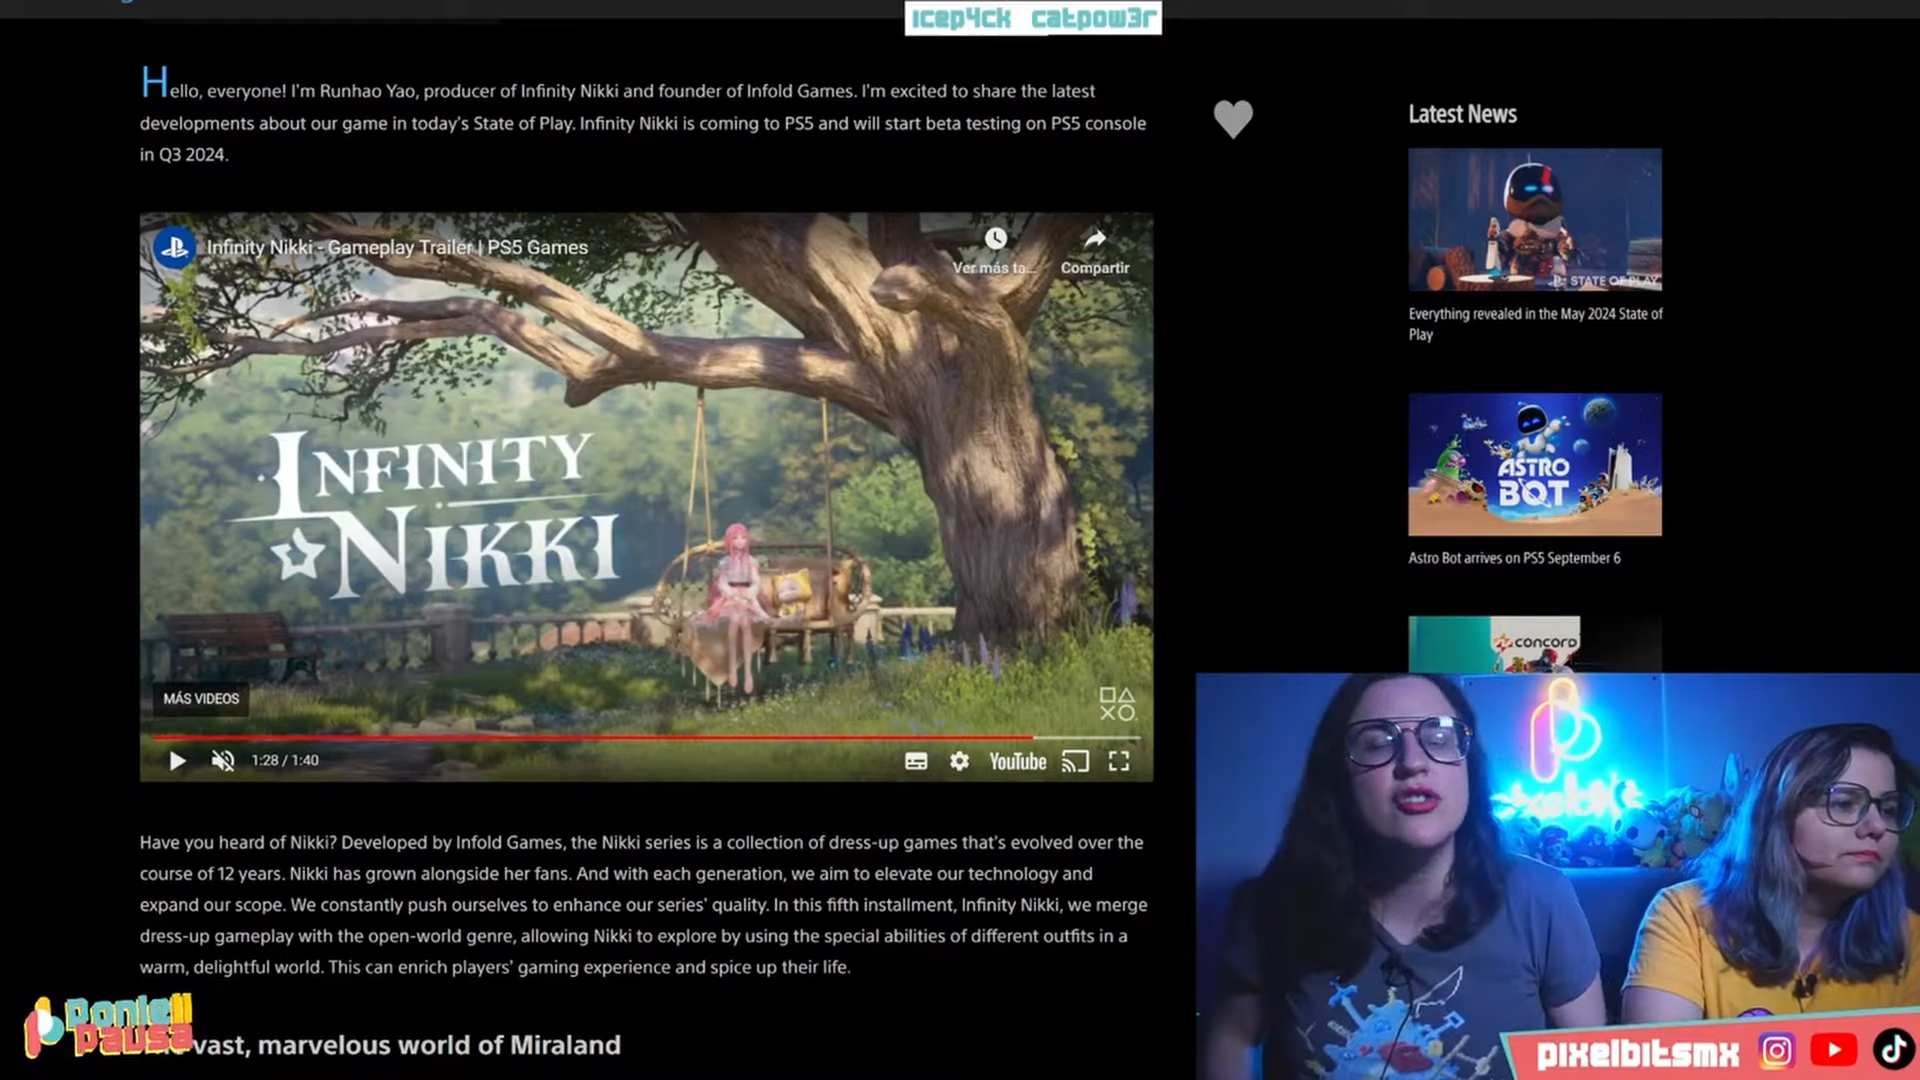 icep4ck catpow3r
Hello, everyone! I'm Runhao Yao, producer of Infinity Nikki and founder of Infold Games. I'm excited to share the latest
developments about our game in today's State of Play. Infinity Nikki is coming to PS5 and will start beta testing on PS5 console
in Q3 2024.
Infinity Nikki - Gameplay Trailer | PS5 Games
Ver más ta...
Compartir
INFINITY
NIKKI
MÁS VIDEOS
1:28 / 1:40
YouTube
Have you heard of Nikki? Developed by Infold Games, the Nikki series is a collection of dress-up games that's evolved over the
course of 12 years. Nikki has grown alongside her fans. And with each generation, we aim to elevate our technology and
expand our scope. We constantly push ourselves to enhance our series' quality. In this fifth installment, Infinity Nikki, we merge
dress-up gameplay with the open-world genre, allowing Nikki to explore by using the special abilities of different outfits in a
warm, delightful world. This can enrich players' gaming experience and spice up their life.
vast, marvelous world of Miraland
Ponle
Pausa
Latest News
STATE OF PLAY
Everything revealed in the May 2024 State of
Play
ASTRO
BOT
Astro Bot arrives on PS5 September 6
CONCORD
pixelbitsmx